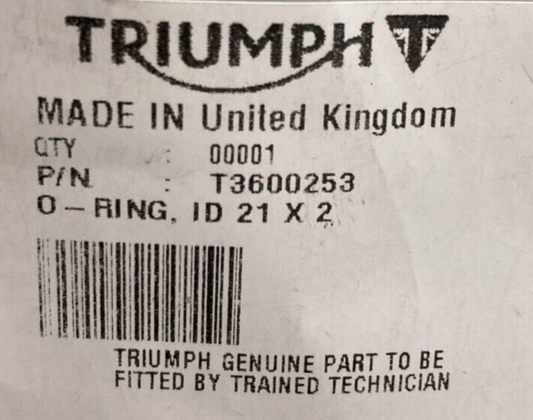 TRIUMPH T
MADE IN United Kingdom
QTY : 00001
P/N : T3600253
O-RING, ID 21 X 2
TRIUMPH GENUINE PART TO BE
FITTED BY TRAINED TECHNICIAN